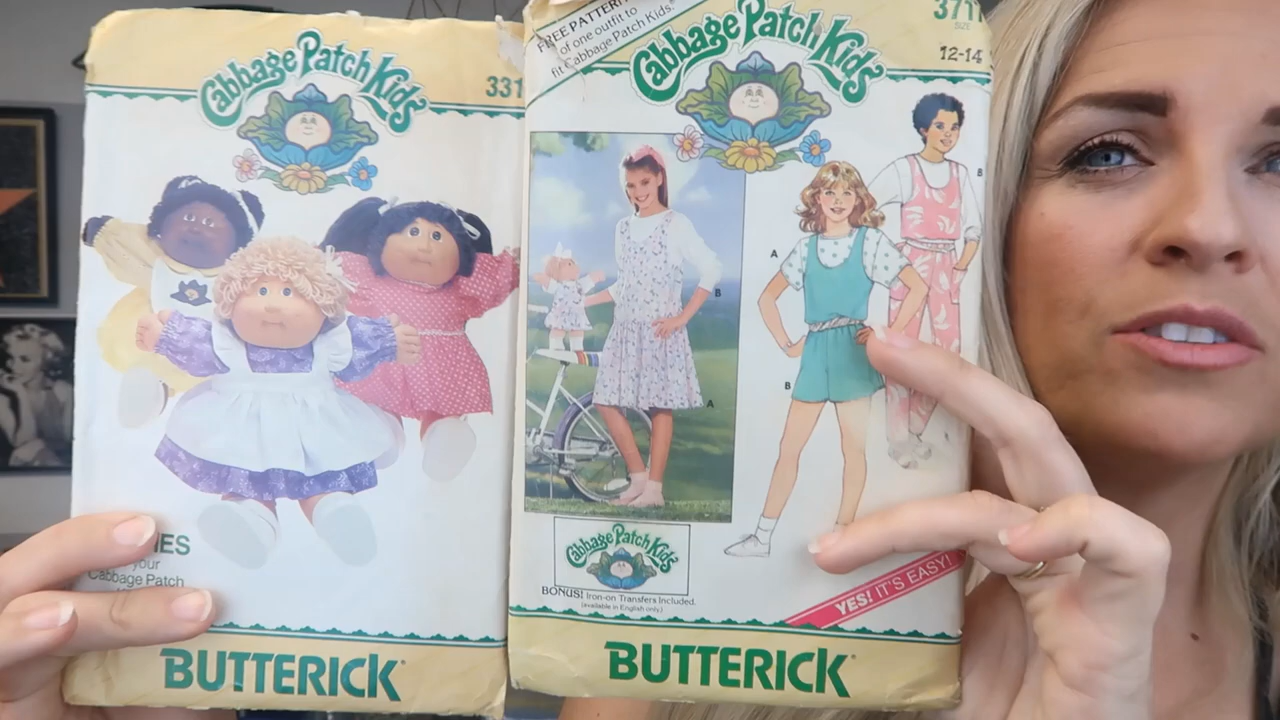 Cabbage Patch Kids
331
your
Cabbage Patch
BUTTERICK
FREE PATTERN
of one outfit to
fit Cabbage Patch Kids.
Cabbage Patch Kids
371
SIZE
12-14
B
A
B
B
A
Cabbage Patch Kids
BONUS! Iron-on Transfers Included.
(available in English only.)
YES! IT'S EASY!
BUTTERICK